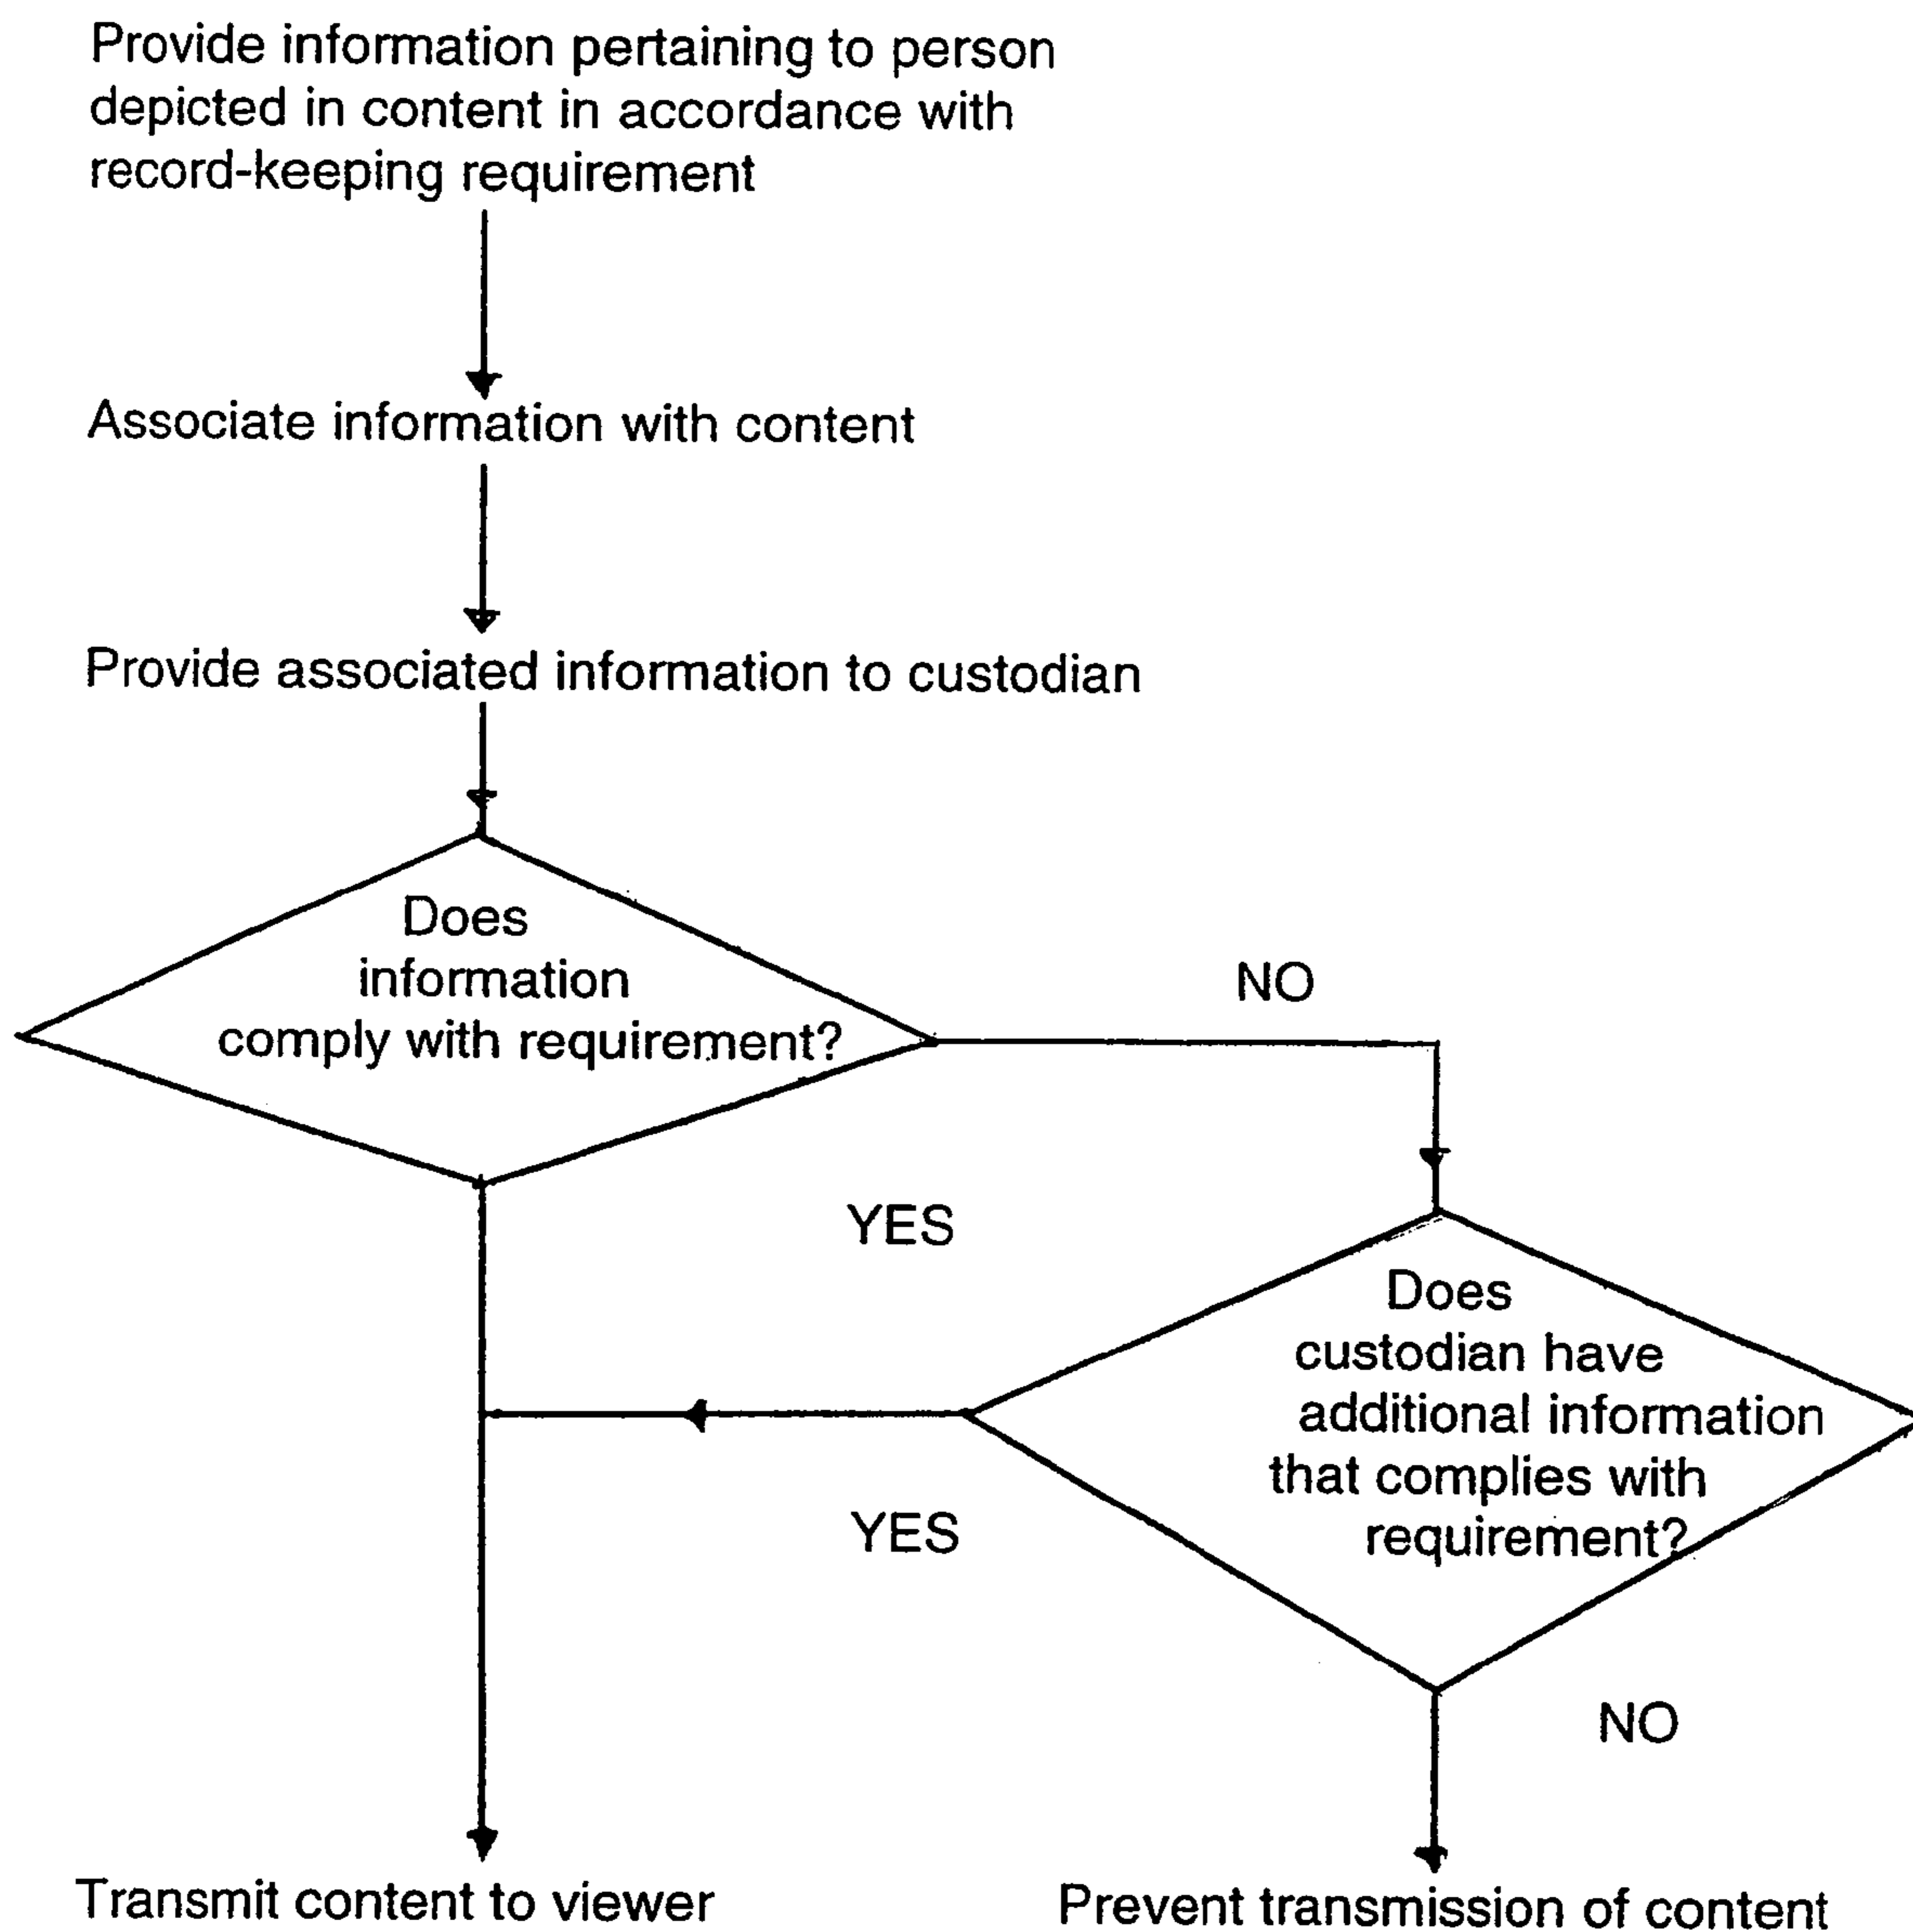 Provide information pertaining to person
depicted in content in accordance with
record-keeping requirement
Associate information with content
Provide associated information to custodian
Does
information
comply with requirement?
NO
YES
Does
custodian have
additional information
that complies with
requirement?
YES
NO
Transmit content to viewer
Prevent transmission of content